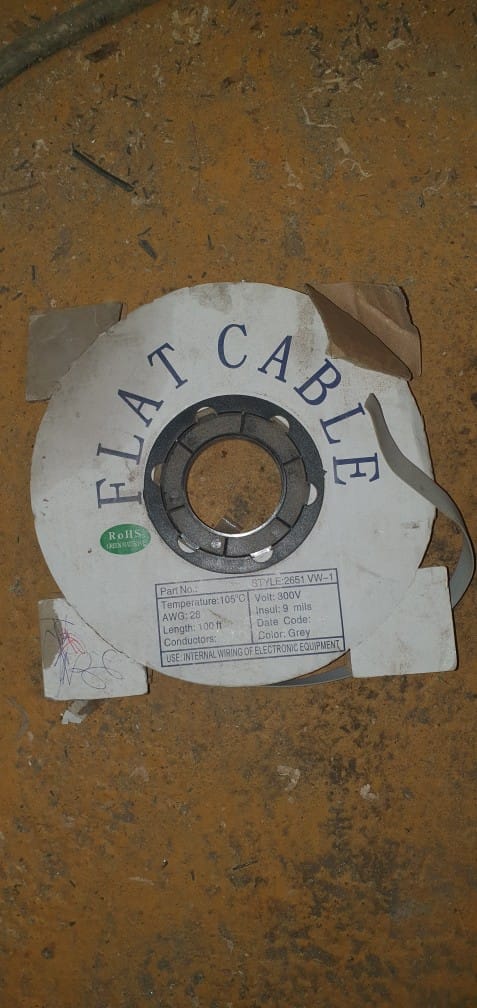 FLAT CABLE
RoHS
Part No.:
STYLE:2651 VW-1
Temperature:105°C
AWG: 28
Length: 100 ft
Conductors:
Volt: 300V
Insul: 9 mils
Date Code:
Color: Grey
USE: INTERNAL WIRING OF ELECTRONIC EQUIPMENT